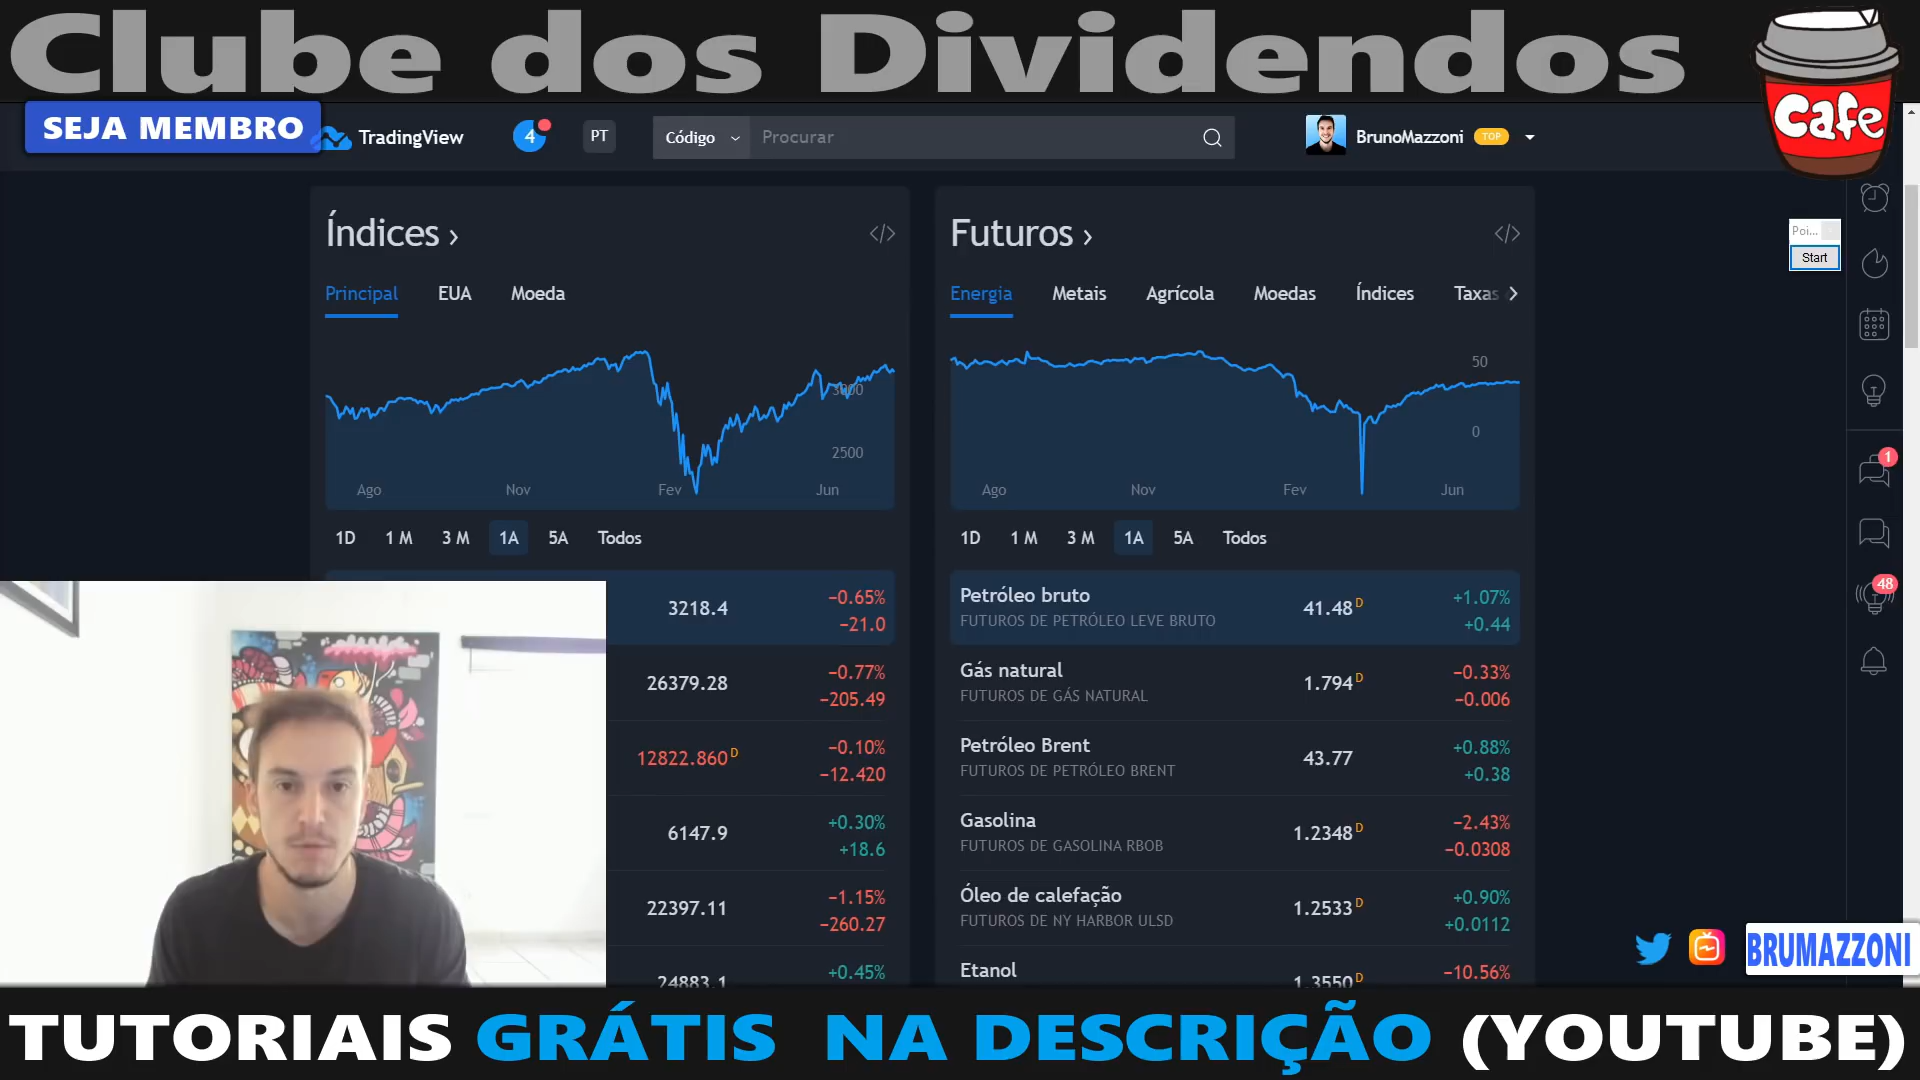 Clube dos Dividendos
SEJA MEMBRO
TradingView
4
PT
Código
Procurar
BrunoMazzoni
TOP
Cafe
Poi...
Start
Índices
Principal
EUA
Moeda
3000
2500
Ago
Nov
Fev
Jun
1D
1 M
3 M
1A
5A
Todos
3218.4
−0.65%
−21.0
26379.28
−0.77%
−205.49
12822.860 D
−0.10%
−12.420
6147.9
+0.30%
+18.6
22397.11
−1.15%
−260.27
24883.1
+0.45%
Futuros
Energia
Metais
Agrícola
Moedas
Índices
Taxas
50
0
Ago
Nov
Fev
Jun
1D
1 M
3 M
1A
5A
Todos
Petróleo bruto
FUTUROS DE PETRÓLEO LEVE BRUTO
41.48 D
+1.07%
+0.44
Gás natural
FUTUROS DE GÁS NATURAL
1.794 D
−0.33%
−0.006
Petróleo Brent
FUTUROS DE PETRÓLEO BRENT
43.77
+0.88%
+0.38
Gasolina
FUTUROS DE GASOLINA RBOB
1.2348 D
−2.43%
−0.0308
Óleo de calefação
FUTUROS DE NY HARBOR ULSD
1.2533 D
+0.90%
+0.0112
Etanol
1.3550 D
−10.56%
1
48
BRUMAZZONI
TUTORIAIS GRÁTIS NA DESCRIÇÃO (YOUTUBE)